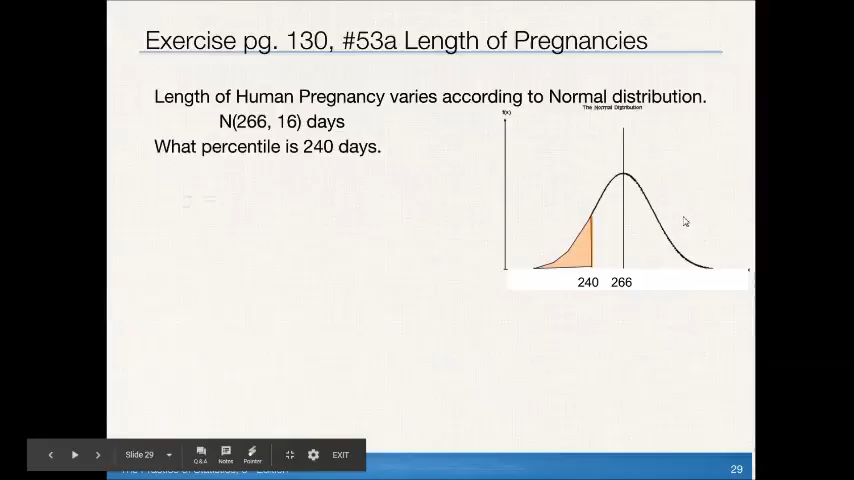 Exercise pg. 130, #53a Length of Pregnancies
Length of Human Pregnancy varies according to Normal distribution.
The Normal Distribution
N(266, 16) days
f(x)
What percentile is 240 days.
240 266
Slide 29
Q&A Notes Pointer
EXIT
29